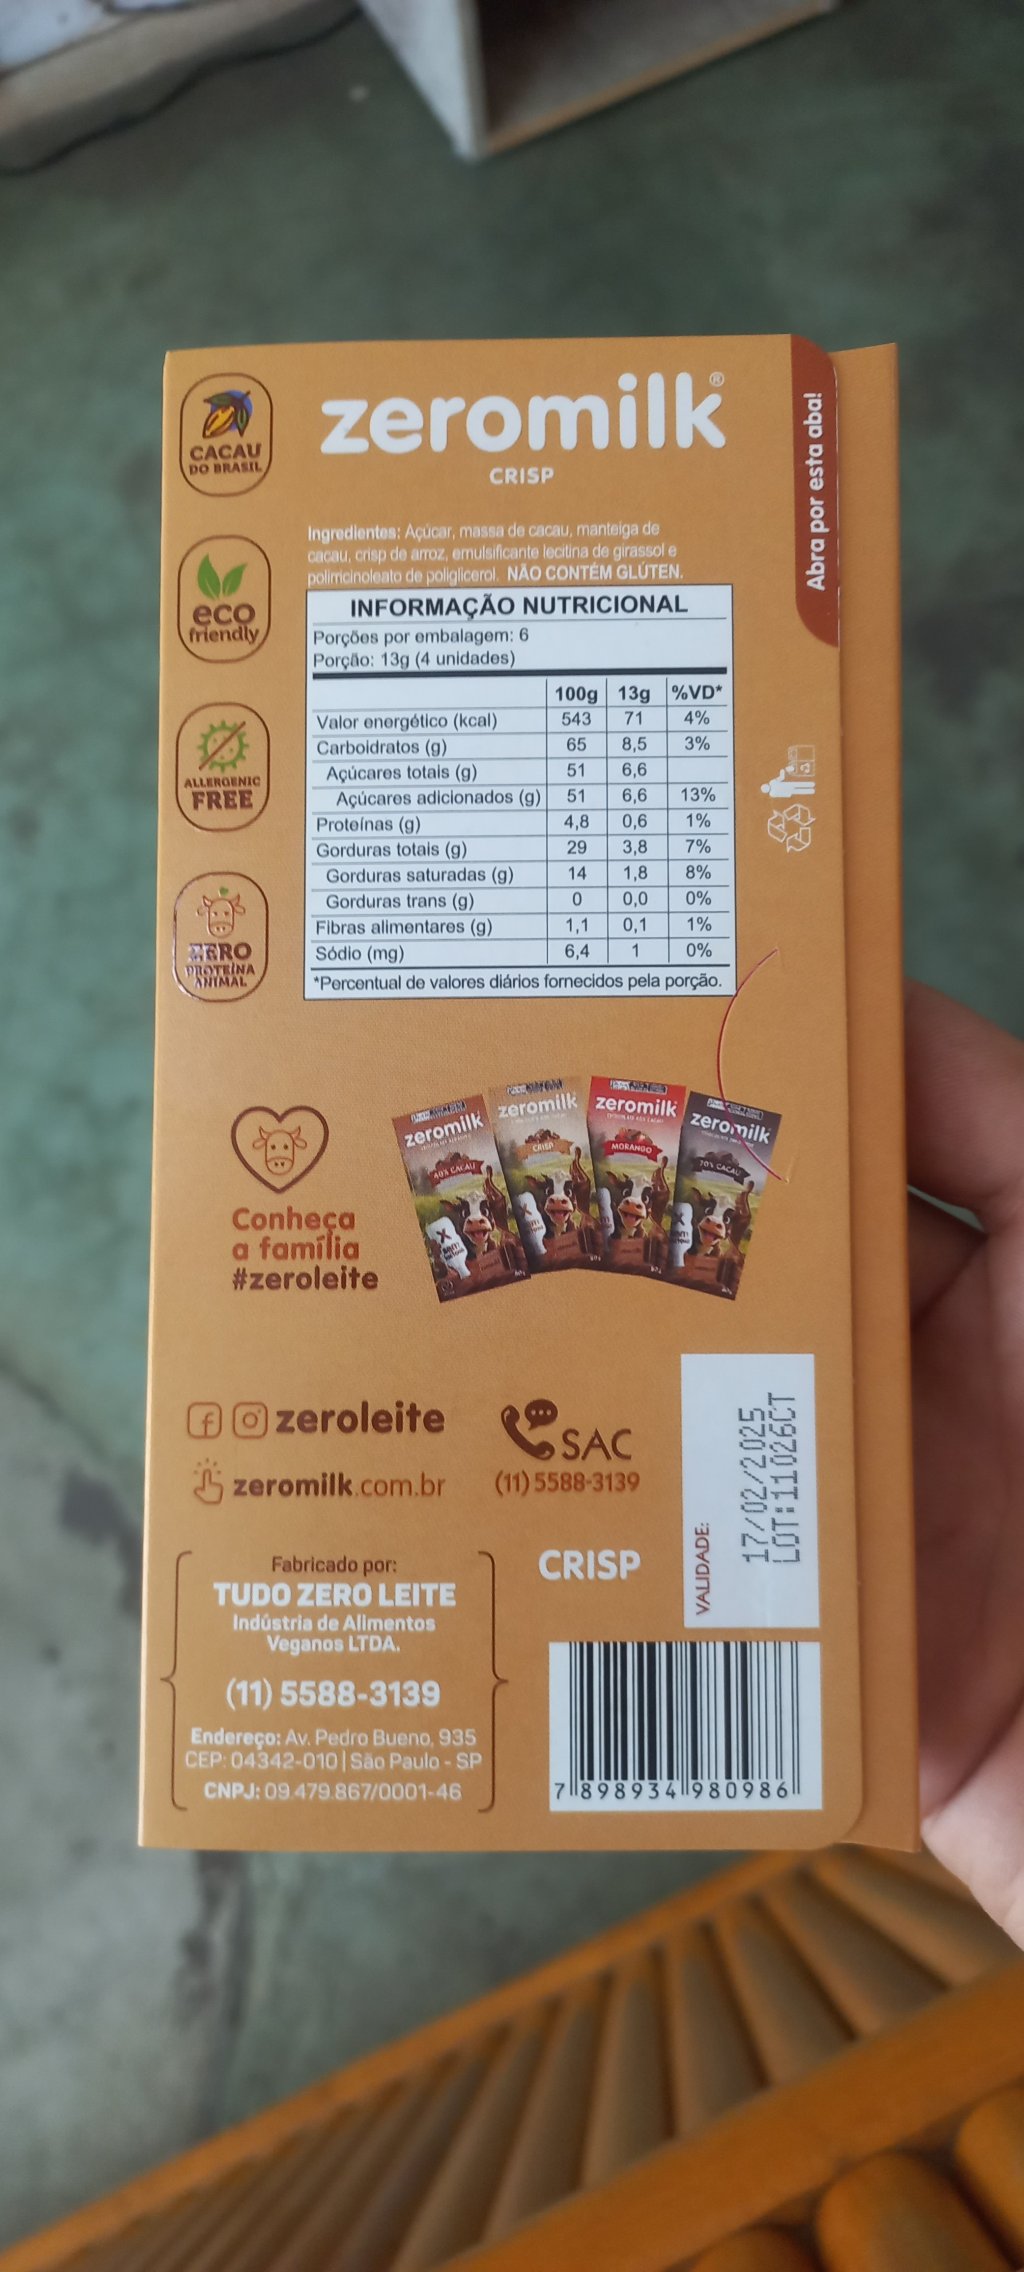 zeromilk®
CRISP
Abra por esta aba!
CACAU
DO BRASIL
eco
friendly
ALLERGENIC
FREE
ZERO
PROTEÍNA
ANIMAL
Ingredientes: Açúcar, massa de cacau, manteiga de
cacau, crisp de arroz, emulsificante lecitina de girassol e
poliricinoleato de poliglicerol. NÃO CONTÉM GLÚTEN.
INFORMAÇÃO NUTRICIONAL
Porções por embalagem: 6
Porção: 13g (4 unidades)
100g 13g %VD*
Valor energético (kcal) 543 71 4%
Carboidratos (g) 65 8,5 3%
Açúcares totais (g) 51 6,6
Açúcares adicionados (g) 51 6,6 13%
Proteínas (g) 4,8 0,6 1%
Gorduras totais (g) 29 3,8 7%
Gorduras saturadas (g) 14 1,8 8%
Gorduras trans (g) 0 0,0 0%
Fibras alimentares (g) 1,1 0,1 1%
Sódio (mg) 6,4 1 0%
*Percentual de valores diários fornecidos pela porção.
Conheça
a família
#zeroleite
zeromilk
40% CACAU
zeromilk
CRISP
zeromilk
MORANGO
zeromilk
70% CACAU
zeroleite
zeromilk.com.br
SAC
(11) 5588-3139
Fabricado por:
TUDO ZERO LEITE
Indústria de Alimentos
Veganos LTDA.
(11) 5588-3139
Endereço: Av. Pedro Bueno, 935
CEP: 04342-010 | São Paulo - SP
CNPJ: 09.479.867/0001-46
CRISP
VALIDADE:
17/02/2025
LOT:11026CT
7 898934 980986